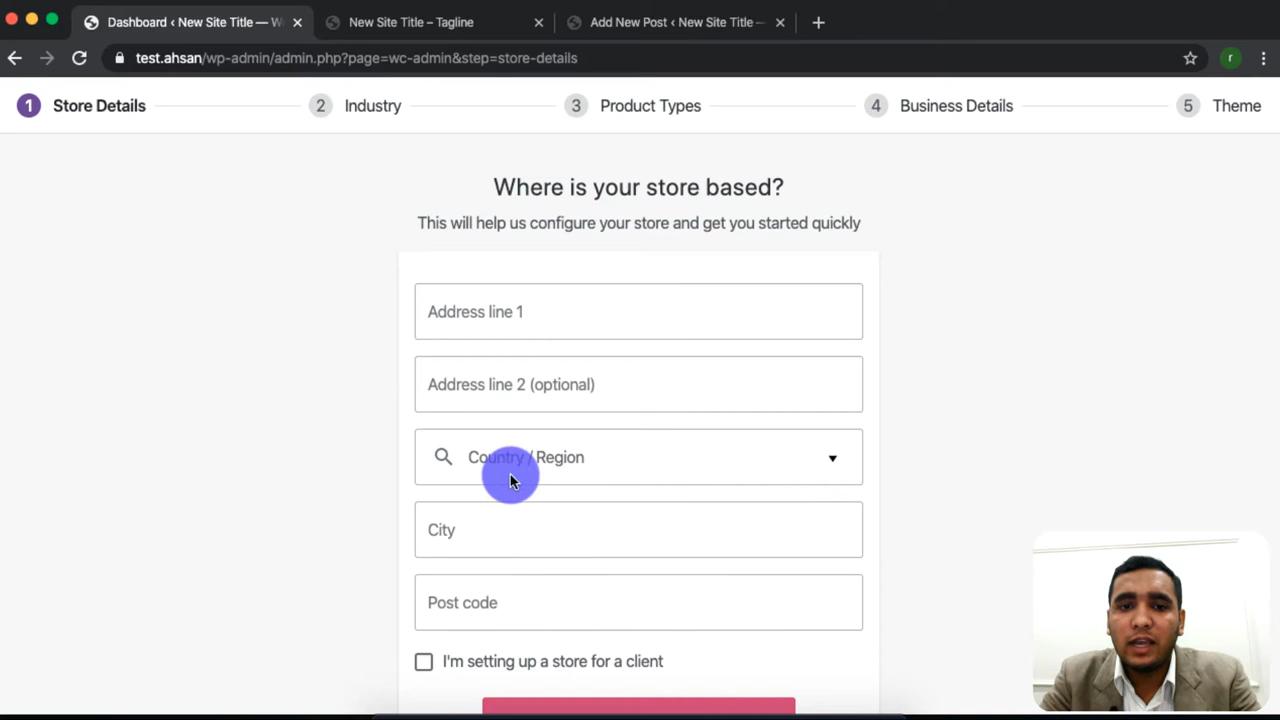 Dashboard ‹ New Site Title — W
New Site Title – Tagline
Add New Post ‹ New Site Title —
test.ahsan/wp-admin/admin.php?page=wc-admin&step=store-details
r
1 Store Details
2 Industry
3 Product Types
4 Business Details
5 Theme
Where is your store based?
This will help us configure your store and get you started quickly
Address line 1
Address line 2 (optional)
Country / Region
City
Post code
I'm setting up a store for a client